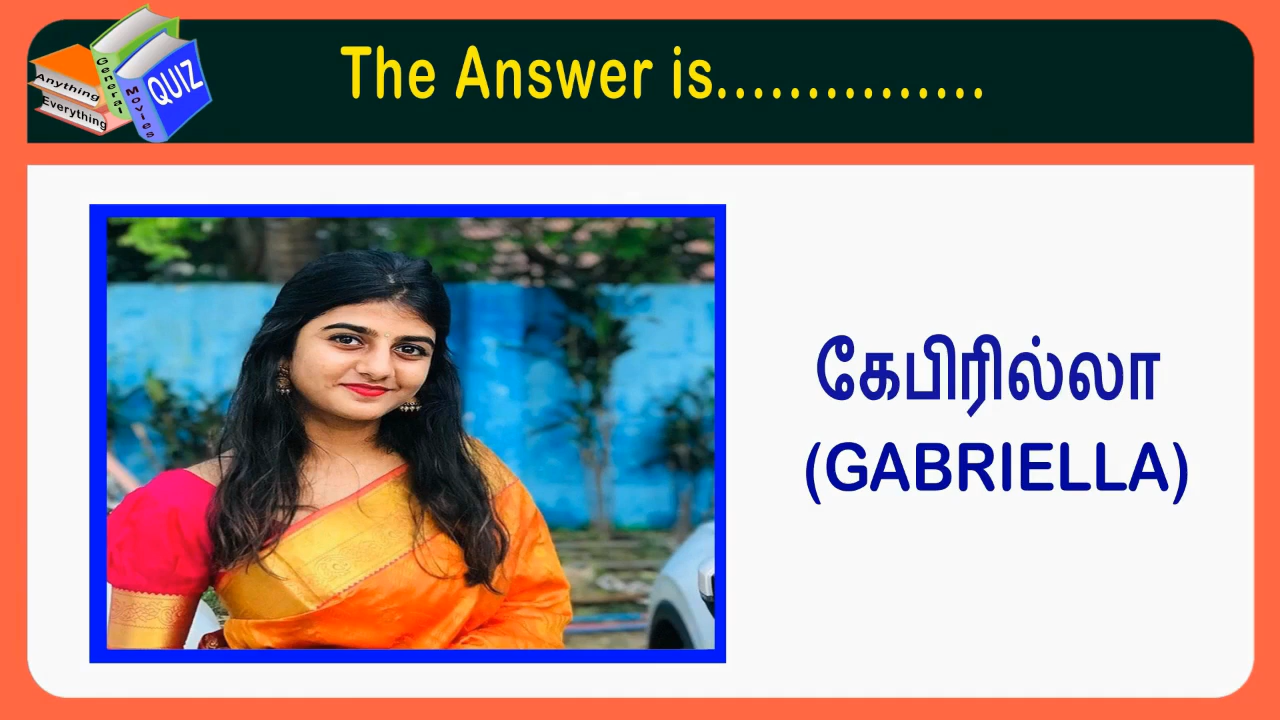 Anything
Everything
General
Movies
QUIZ
The Answer is...............
கேபிரில்லா
(GABRIELLA)